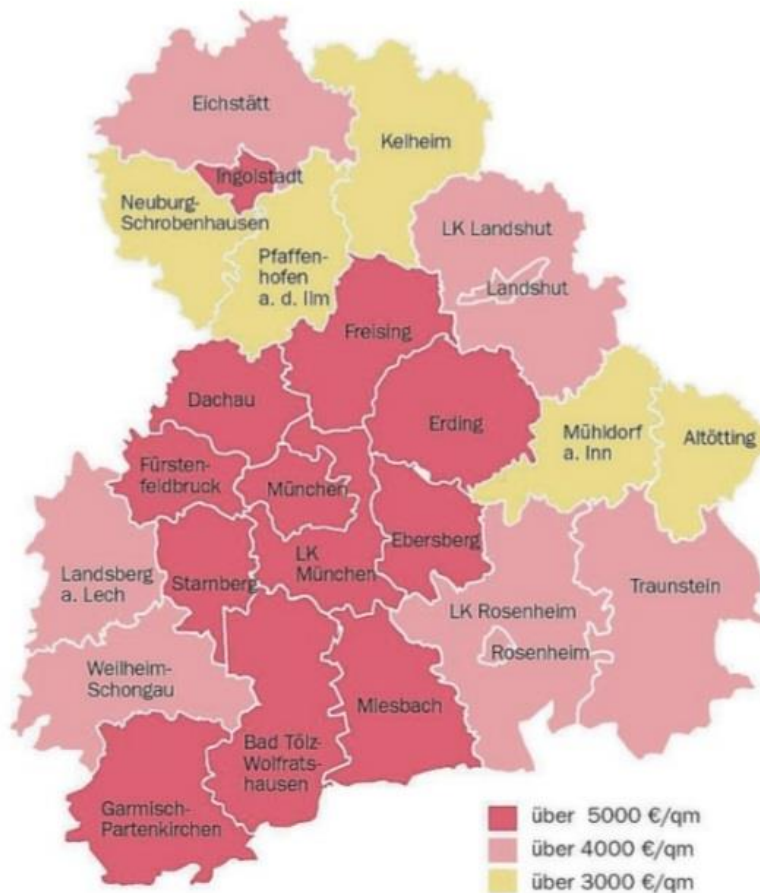 Eichstätt
Kelheim
Ingolstadt
Neuburg-
Schrobenhausen
LK Landshut
Pfaffen-
hofen
a. d. Ilm
Landshut
Freising
Dachau
Erding
Mühldorf
a. Inn
Altötting
Fürsten-
feldbruck
München
Ebersberg
LK
München
Landsberg
a. Lech
Starnberg
Traunstein
LK Rosenheim
Rosenheim
Weilheim-
Schongau
Miesbach
Bad Tölz-
Wolfrats-
hausen
Garmisch-
Partenkirchen
über 5000 €/qm
über 4000 €/qm
über 3000 €/qm